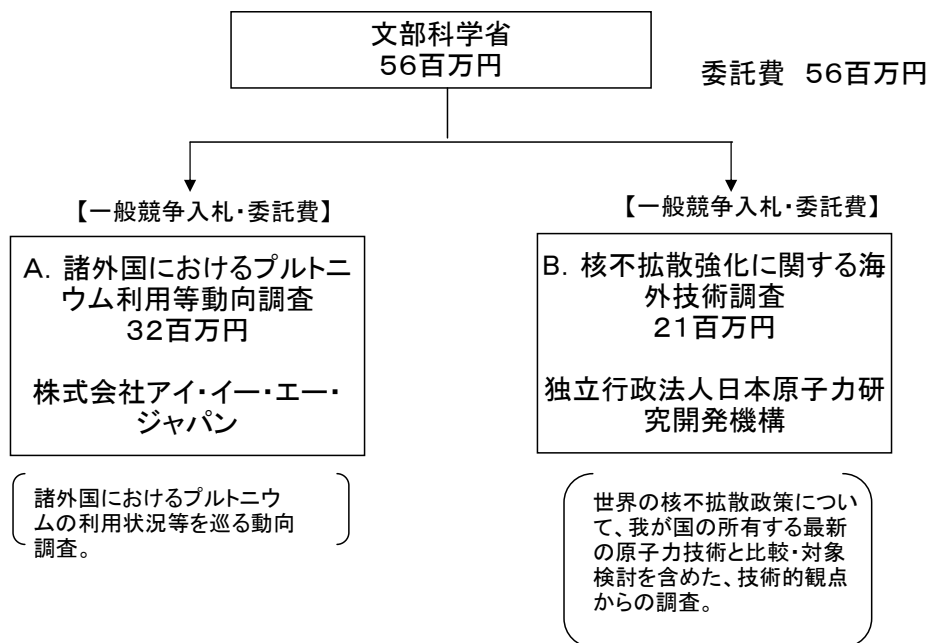 文部科学省
56百万円
委託費 56百万円
【一般競争入札・委託費】
A. 諸外国におけるプルトニ
ウム利用等動向調査
32百万円
株式会社アイ・イー・エー・
ジャパン
諸外国におけるプルトニウ
ムの利用状況等を巡る動向
調査。
【一般競争入札・委託費】
B. 核不拡散強化に関する海
外技術調査
21百万円
独立行政法人日本原子力研
究開発機構
世界の核不拡散政策につい
て、我が国の所有する最新
の原子力技術と比較・対象
検討を含めた、技術的観点
からの調査。